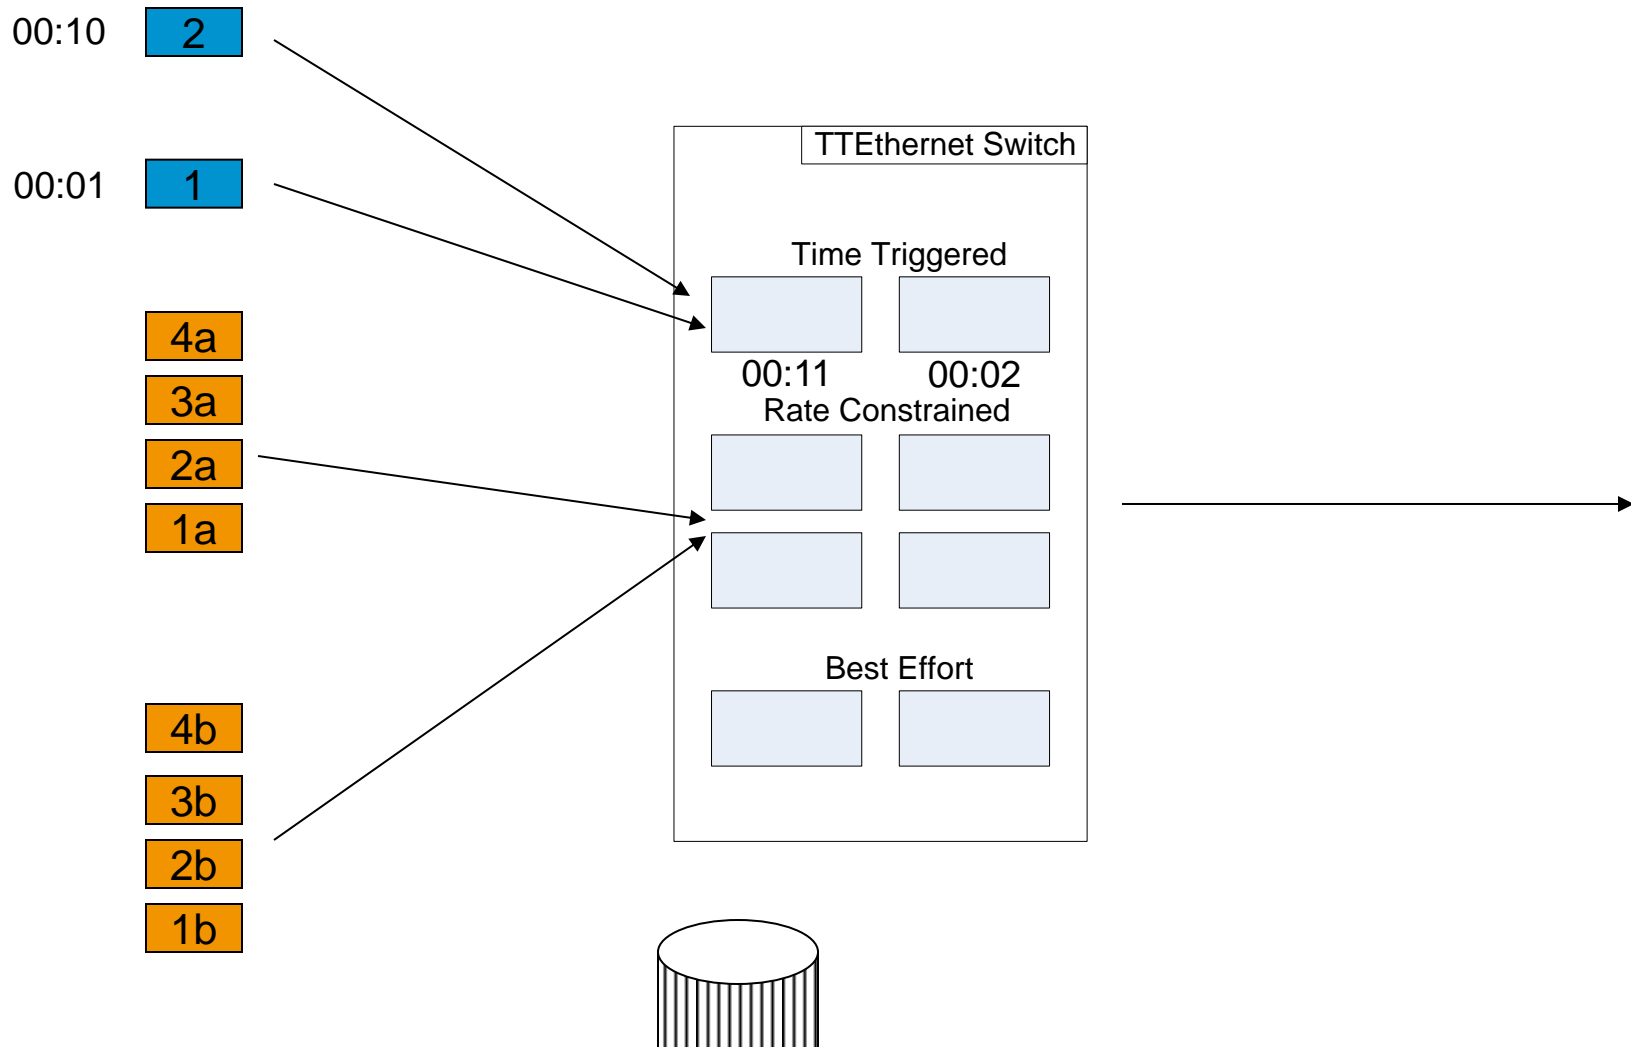 00:10 2
TTEthernet Switch
00:01 1
Time Triggered
4a
00:11 00:02
3a
Rate Constrained
2a
1a
Best Effort
4b
3b
2b
1b